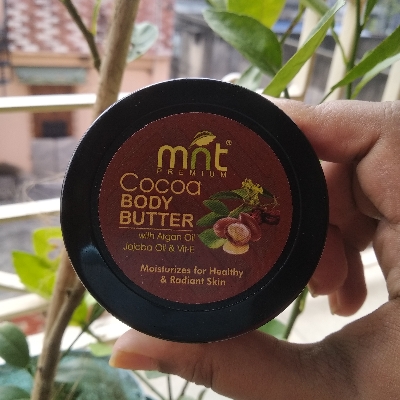 mnt®
PREMIUM
Cocoa
BODY
BUTTER
with Argan Oil
Jojoba Oil & Vit-E
Moisturizes for Healthy
& Radiant Skin